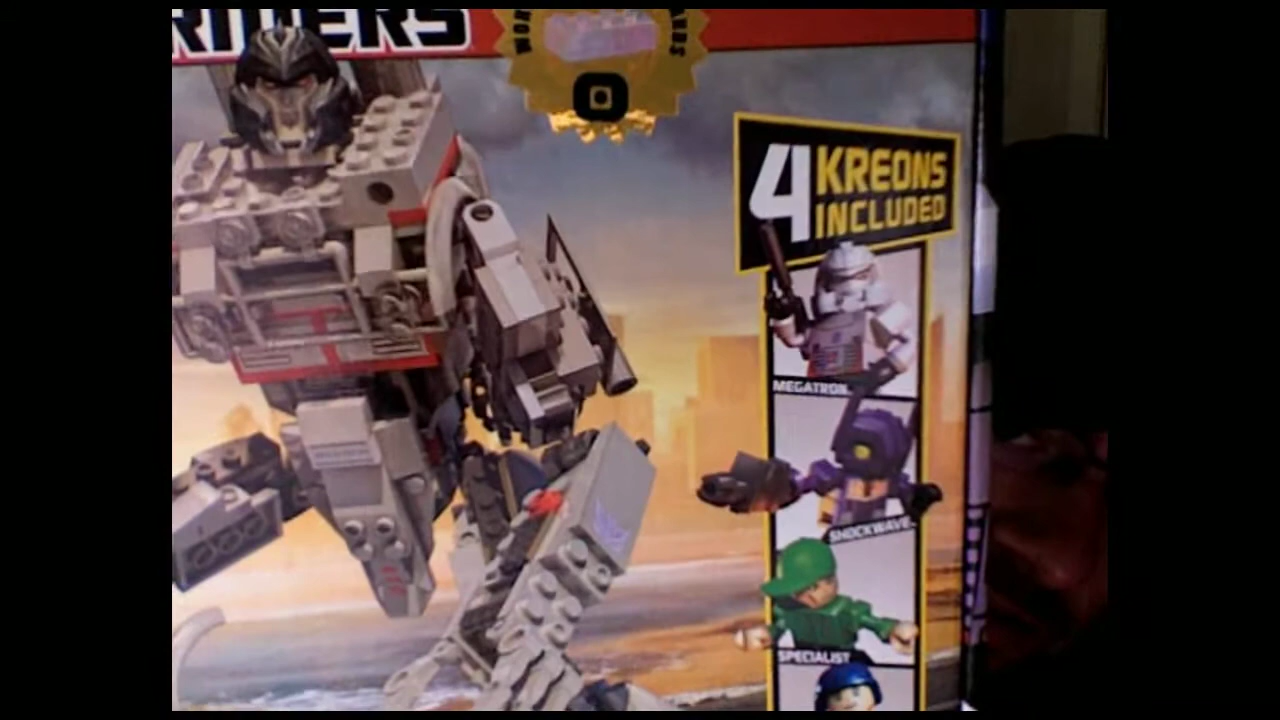 4 KREONS
INCLUDED
MEGATRON
SHOCKWAVE
SPECIALIST